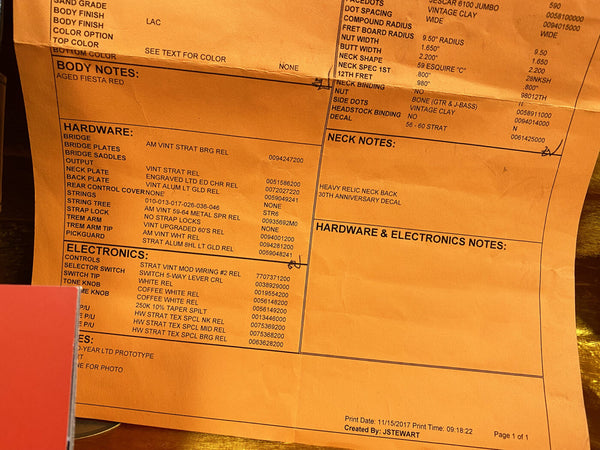 SAND GRADE
BODY FINISH
BODY FINISH LAC
COLOR OPTION
TOP COLOR SEE TEXT FOR COLOR
BOTTOM COLOR NONE
BODY NOTES:
AGED FIESTA RED
HARDWARE:
BRIDGE AM VINT STRAT BRG REL 0094247200
BRIDGE PLATES
BRIDGE SADDLES
OUTPUT VINT STRAT REL 0051586200
NECK PLATE ENGRAVED LTD ED CHR REL 0072027220
BACK PLATE VINT ALUM LT GLD REL 0059049241
REAR CONTROL COVER NONE NONE
STRINGS 010-013-017-026-036-046 STR6
STRING TREE AM VINT 59-64 METAL SPR REL 00935692M0
STRAP LOCK NO STRAP LOCKS NONE
TREM ARM VINT UPGRADED 60'S REL 0094001200
TREM ARM TIP AM VINT WHT REL 0094281200
PICKGUARD STRAT ALUM 8HL LT GLD REL 0059048241
ELECTRONICS:
CONTROLS STRAT VINT MOD WIRING #2 REL 7707371200
SELECTOR SWITCH SWITCH 5-WAY LEVER CRL 0038929000
SWITCH TIP WHITE REL 0019554200
TONE KNOB COFFEE WHITE REL 0056148200
ME KNOB COFFEE WHITE REL 0056149200
250K 10% TAPER SPLIT 0013446000
P/U HW STRAT TEX SPCL NK REL 0075369200
E P/U HW STRAT TEX SPCL MID REL 0075368200
E P/U HW STRAT TEX SPCL BRG REL 0063628200
ES:
-YEAR LTD PROTOTYPE
NE FOR PHOTO
FACEDOTS JESCAR 6100 JUMBO 590
DOT SPACING VINTAGE CLAY 0058100000
COMPOUND RADIUS WIDE 0094015000
FRET BOARD RADIUS WIDE
NUT WIDTH 9.50" RADIUS 9.50
BUTT WIDTH 1.650" 1.650
NECK SHAPE 2.200" 2.200
NECK SPEC 1ST 59 ESQUIRE "C" 28NKSH
12TH FRET .800" .800"
NECK BINDING .980" 98012TH
NUT NO N
SIDE DOTS BONE (GTR & J-BASS) 0058911000
HEADSTOCK BINDING VINTAGE CLAY 0094014000
DECAL NO N
56 - 60 STRAT 0061425000
NECK NOTES:
HEAVY RELIC NECK BACK
30TH ANNIVERSARY DECAL
HARDWARE & ELECTRONICS NOTES:
Print Date: 11/15/2017 Print Time: 09:18:22
Created By: JSTEWART Page 1 of 1